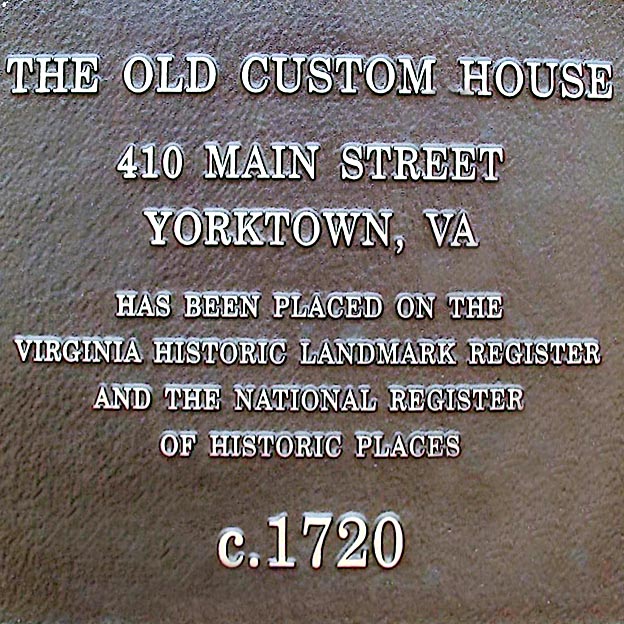 THE OLD CUSTOM HOUSE
410 MAIN STREET
YORKTOWN, VA
HAS BEEN PLACED ON THE
VIRGINIA HISTORIC LANDMARK REGISTER
AND THE NATIONAL REGISTER
OF HISTORIC PLACES
c.1720